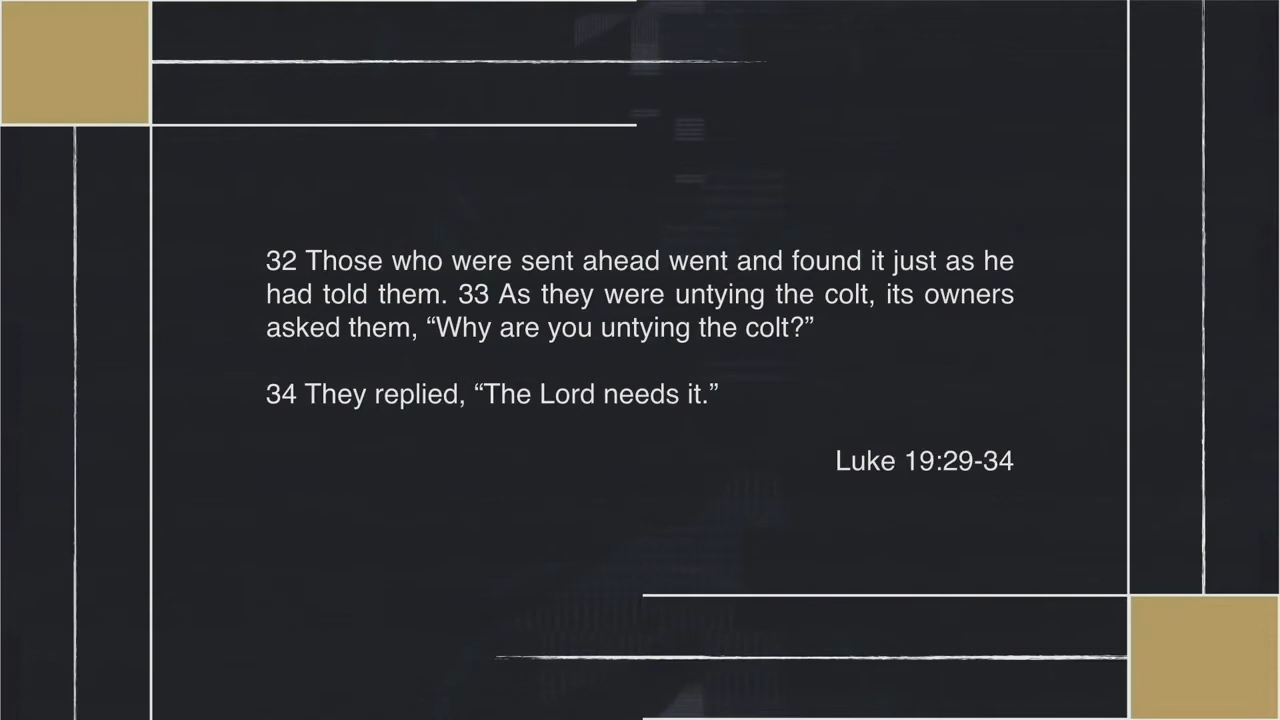 32 Those who were sent ahead went and found it just as he
had told them. 33 As they were untying the colt, its owners
asked them, “Why are you untying the colt?”
34 They replied, “The Lord needs it.”
Luke 19:29-34